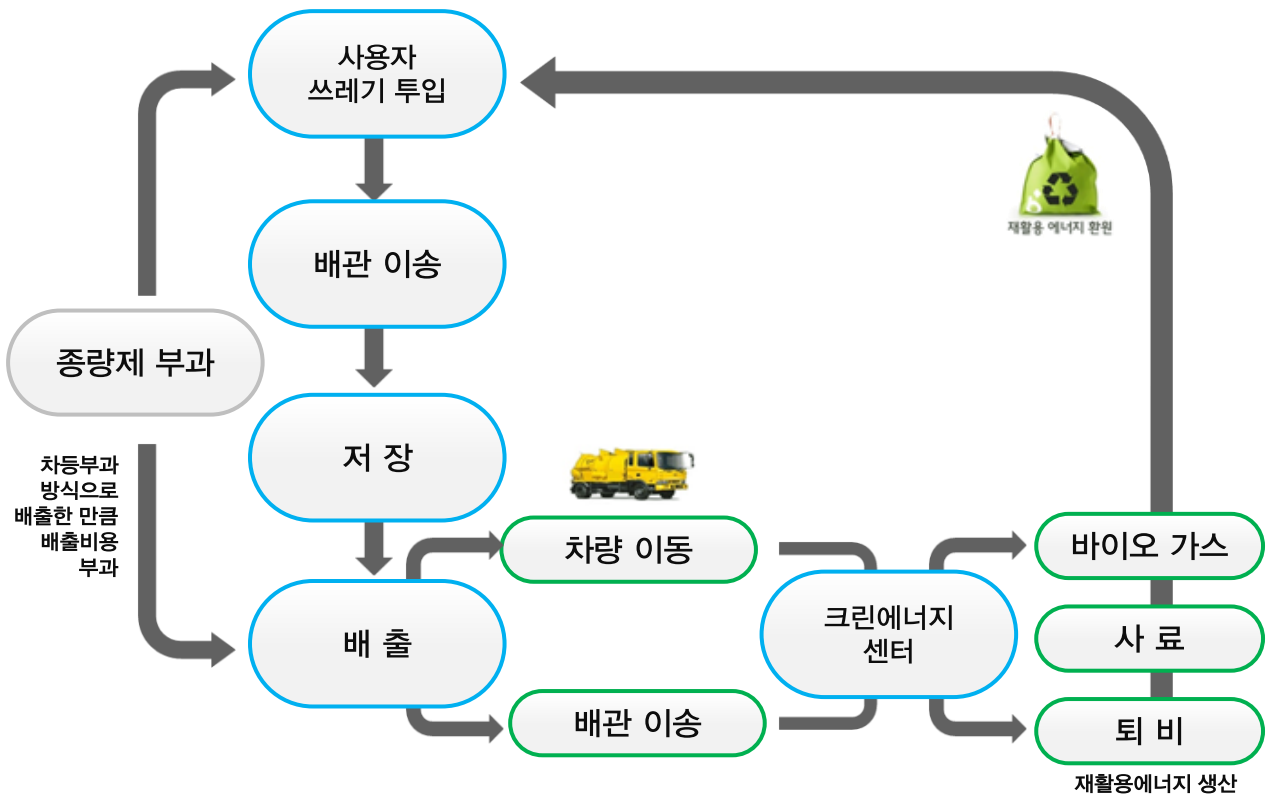 사용자
쓰레기 투입
재활용 에너지 환원
배관 이송
종량제 부과
저 장
차등부과
방식으로
배출한 만큼
배출비용
부과
차량 이동
바이오 가스
크린에너지
센터
사 료
배 출
배관 이송
퇴 비
재활용에너지 생산